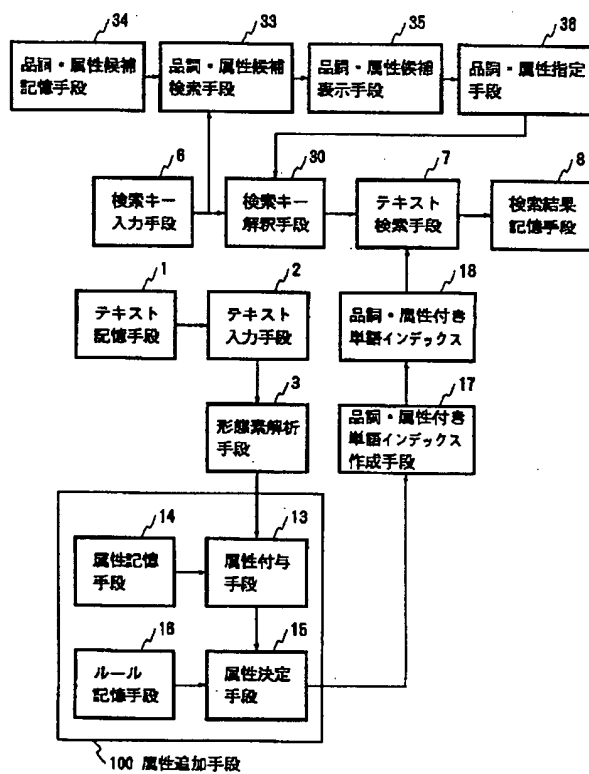 34
33
35
36
品詞・属性候補
記憶手段
品詞・属性候補
検索手段
品詞・属性候補
表示手段
品詞・属性指定
手段
6
30
7
8
検索キー
入力手段
検索キー
解釈手段
テキスト
検索手段
検索結果
記憶手段
1
2
18
テキスト
記憶手段
テキスト
入力手段
品詞・属性付き
単語インデックス
3
17
形態素解析
手段
品詞・属性付き
単語インデックス
作成手段
14
13
属性記憶
手段
属性付与
手段
16
15
ルール
記憶手段
属性決定
手段
100 属性追加手段